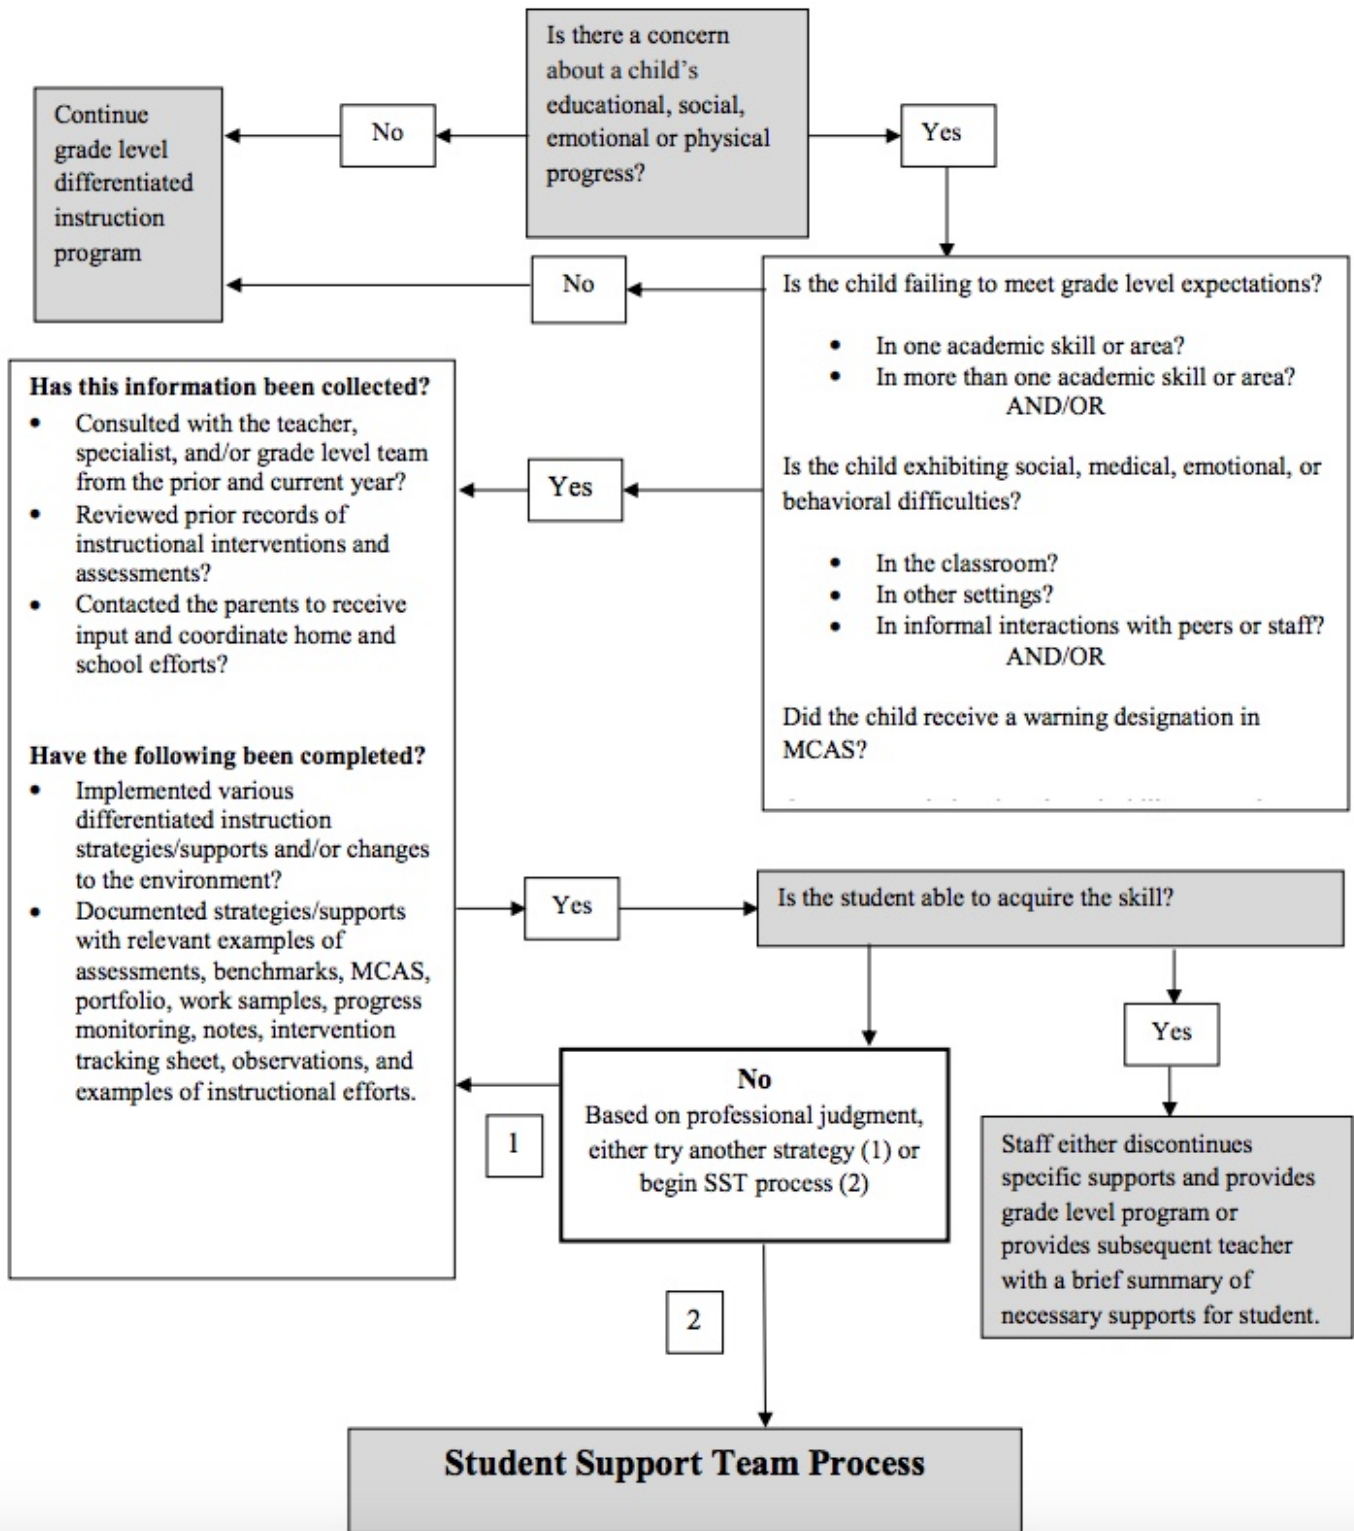 Is there a concern
about a child's
educational, social,
emotional or physical
progress?
No
Yes
Continue
grade level
differentiated
instruction
program
No
Is the child failing to meet grade level expectations?
• In one academic skill or area?
• In more than one academic skill or area?
AND/OR
Is the child exhibiting social, medical, emotional, or
behavioral difficulties?
• In the classroom?
• In other settings?
• In informal interactions with peers or staff?
AND/OR
Did the child receive a warning designation in
MCAS?
Yes
Has this information been collected?
• Consulted with the teacher,
specialist, and/or grade level team
from the prior and current year?
• Reviewed prior records of
instructional interventions and
assessments?
• Contacted the parents to receive
input and coordinate home and
school efforts?
Have the following been completed?
• Implemented various
differentiated instruction
strategies/supports and/or changes
to the environment?
• Documented strategies/supports
with relevant examples of
assessments, benchmarks, MCAS,
portfolio, work samples, progress
monitoring, notes, intervention
tracking sheet, observations, and
examples of instructional efforts.
Yes
Is the student able to acquire the skill?
Yes
No
Based on professional judgment,
either try another strategy (1) or
begin SST process (2)
1
Staff either discontinues
specific supports and provides
grade level program or
provides subsequent teacher
with a brief summary of
necessary supports for student.
2
Student Support Team Process